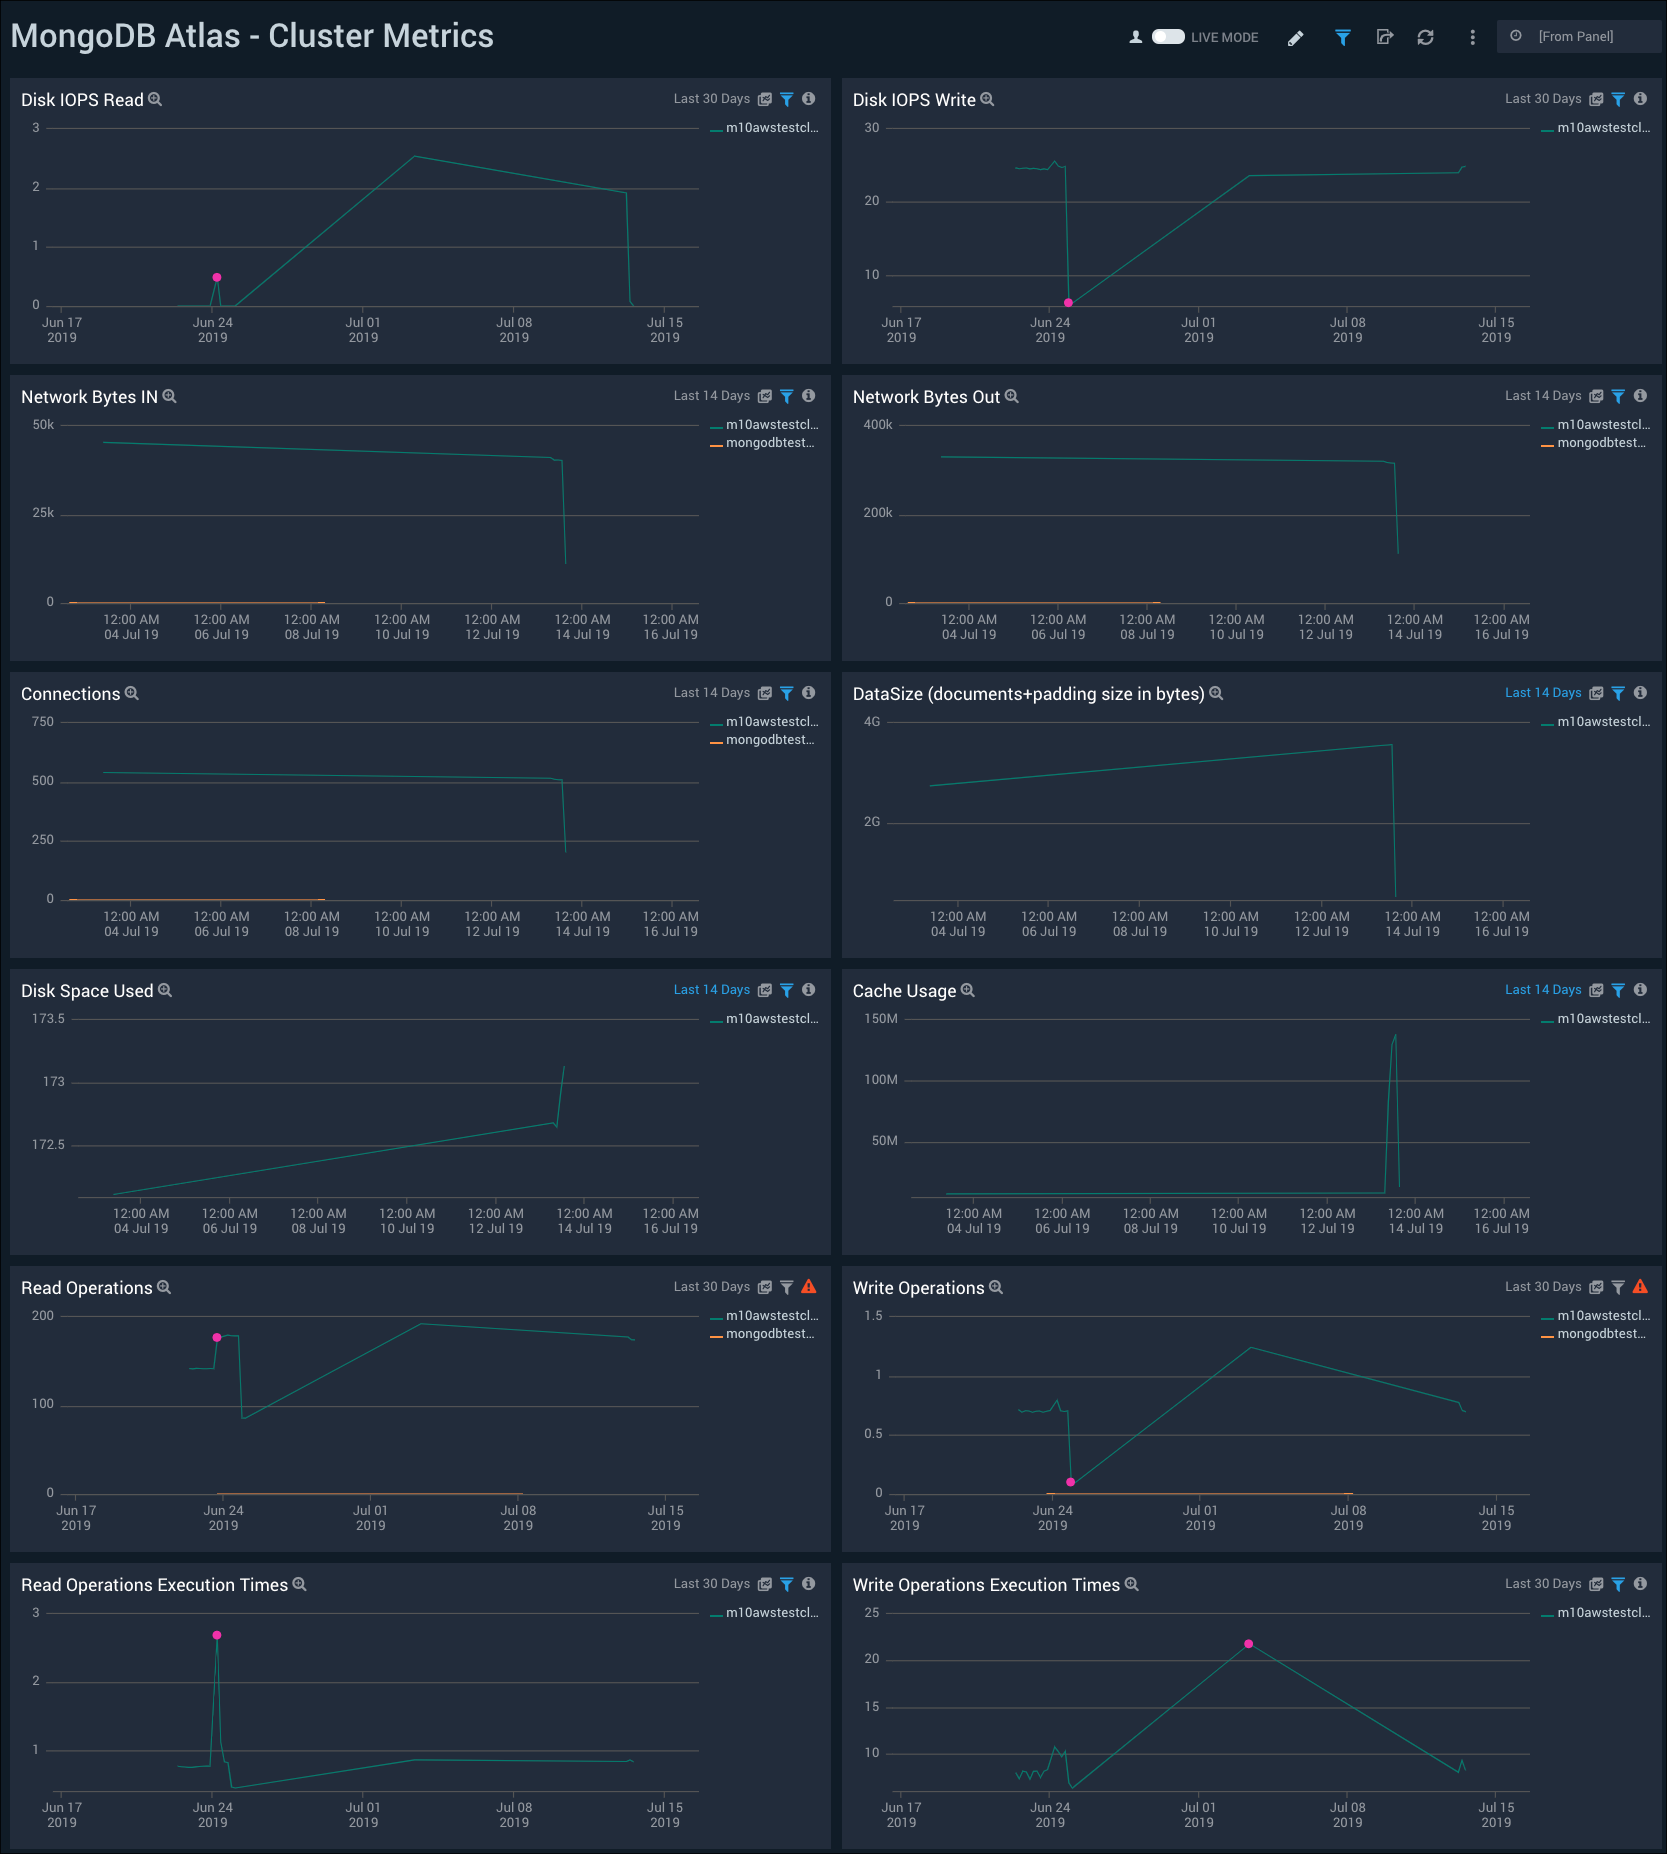 MongoDB Atlas - Cluster Metrics
LIVE MODE
[From Panel]
Disk IOPS Read
Last 30 Days
3
2
1
0
Jun 17 2019
Jun 24 2019
Jul 01 2019
Jul 08 2019
Jul 15 2019
m10awstestcl...
Disk IOPS Write
Last 30 Days
30
20
10
Jun 17 2019
Jun 24 2019
Jul 01 2019
Jul 08 2019
Jul 15 2019
m10awstestcl...
Network Bytes IN
Last 14 Days
50k
25k
0
12:00 AM 04 Jul 19
12:00 AM 06 Jul 19
12:00 AM 08 Jul 19
12:00 AM 10 Jul 19
12:00 AM 12 Jul 19
12:00 AM 14 Jul 19
12:00 AM 16 Jul 19
m10awstestcl...
mongodbtest...
Network Bytes Out
Last 14 Days
400k
200k
0
12:00 AM 04 Jul 19
12:00 AM 06 Jul 19
12:00 AM 08 Jul 19
12:00 AM 10 Jul 19
12:00 AM 12 Jul 19
12:00 AM 14 Jul 19
12:00 AM 16 Jul 19
m10awstestcl...
mongodbtest...
Connections
Last 14 Days
750
500
250
0
12:00 AM 04 Jul 19
12:00 AM 06 Jul 19
12:00 AM 08 Jul 19
12:00 AM 10 Jul 19
12:00 AM 12 Jul 19
12:00 AM 14 Jul 19
12:00 AM 16 Jul 19
m10awstestcl...
mongodbtest...
DataSize (documents+padding size in bytes)
Last 14 Days
4G
2G
12:00 AM 04 Jul 19
12:00 AM 06 Jul 19
12:00 AM 08 Jul 19
12:00 AM 10 Jul 19
12:00 AM 12 Jul 19
12:00 AM 14 Jul 19
12:00 AM 16 Jul 19
m10awstestcl...
Disk Space Used
Last 14 Days
173.5
173
172.5
12:00 AM 04 Jul 19
12:00 AM 06 Jul 19
12:00 AM 08 Jul 19
12:00 AM 10 Jul 19
12:00 AM 12 Jul 19
12:00 AM 14 Jul 19
12:00 AM 16 Jul 19
m10awstestcl...
Cache Usage
Last 14 Days
150M
100M
50M
12:00 AM 04 Jul 19
12:00 AM 06 Jul 19
12:00 AM 08 Jul 19
12:00 AM 10 Jul 19
12:00 AM 12 Jul 19
12:00 AM 14 Jul 19
12:00 AM 16 Jul 19
m10awstestcl...
Read Operations
Last 30 Days
200
100
0
Jun 17 2019
Jun 24 2019
Jul 01 2019
Jul 08 2019
Jul 15 2019
m10awstestcl...
mongodbtest...
Write Operations
Last 30 Days
1.5
1
0.5
0
Jun 17 2019
Jun 24 2019
Jul 01 2019
Jul 08 2019
Jul 15 2019
m10awstestcl...
mongodbtest...
Read Operations Execution Times
Last 30 Days
3
2
1
Jun 17 2019
Jun 24 2019
Jul 01 2019
Jul 08 2019
Jul 15 2019
m10awstestcl...
Write Operations Execution Times
Last 30 Days
25
20
15
10
Jun 17 2019
Jun 24 2019
Jul 01 2019
Jul 08 2019
Jul 15 2019
m10awstestcl...